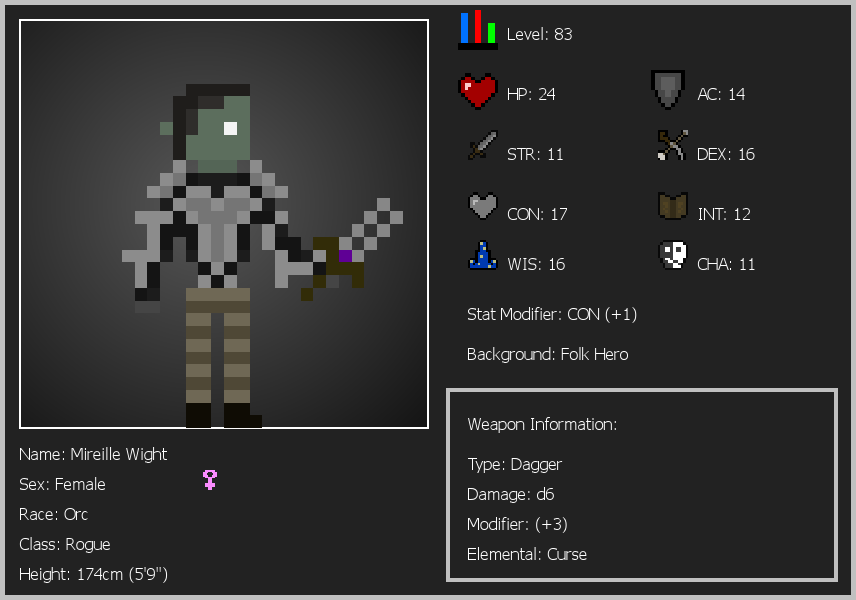 Level: 83
HP: 24
AC: 14
STR: 11
DEX: 16
CON: 17
INT: 12
WIS: 16
CHA: 11
Stat Modifier: CON (+1)
Background: Folk Hero
Weapon Information:
Type: Dagger
Damage: d6
Modifier: (+3)
Elemental: Curse
Name: Mireille Wight
Sex: Female
Race: Orc
Class: Rogue
Height: 174cm (5'9")